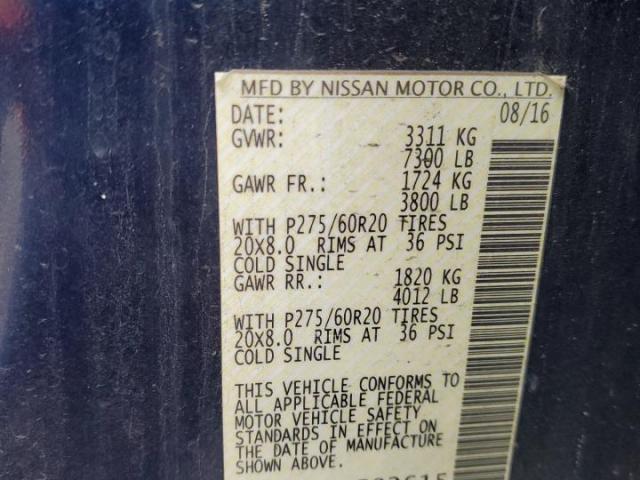 MFD BY NISSAN MOTOR CO., LTD.
DATE: 08/16
GVWR: 3311 KG
7300 LB
GAWR FR.: 1724 KG
3800 LB
WITH P275/60R20 TIRES
20X8.0 RIMS AT 36 PSI
COLD SINGLE
GAWR RR.: 1820 KG
4012 LB
WITH P275/60R20 TIRES
20X8.0 RIMS AT 36 PSI
COLD SINGLE
THIS VEHICLE CONFORMS TO
ALL APPLICABLE FEDERAL
MOTOR VEHICLE SAFETY
STANDARDS IN EFFECT ON
THE DATE OF MANUFACTURE
SHOWN ABOVE.